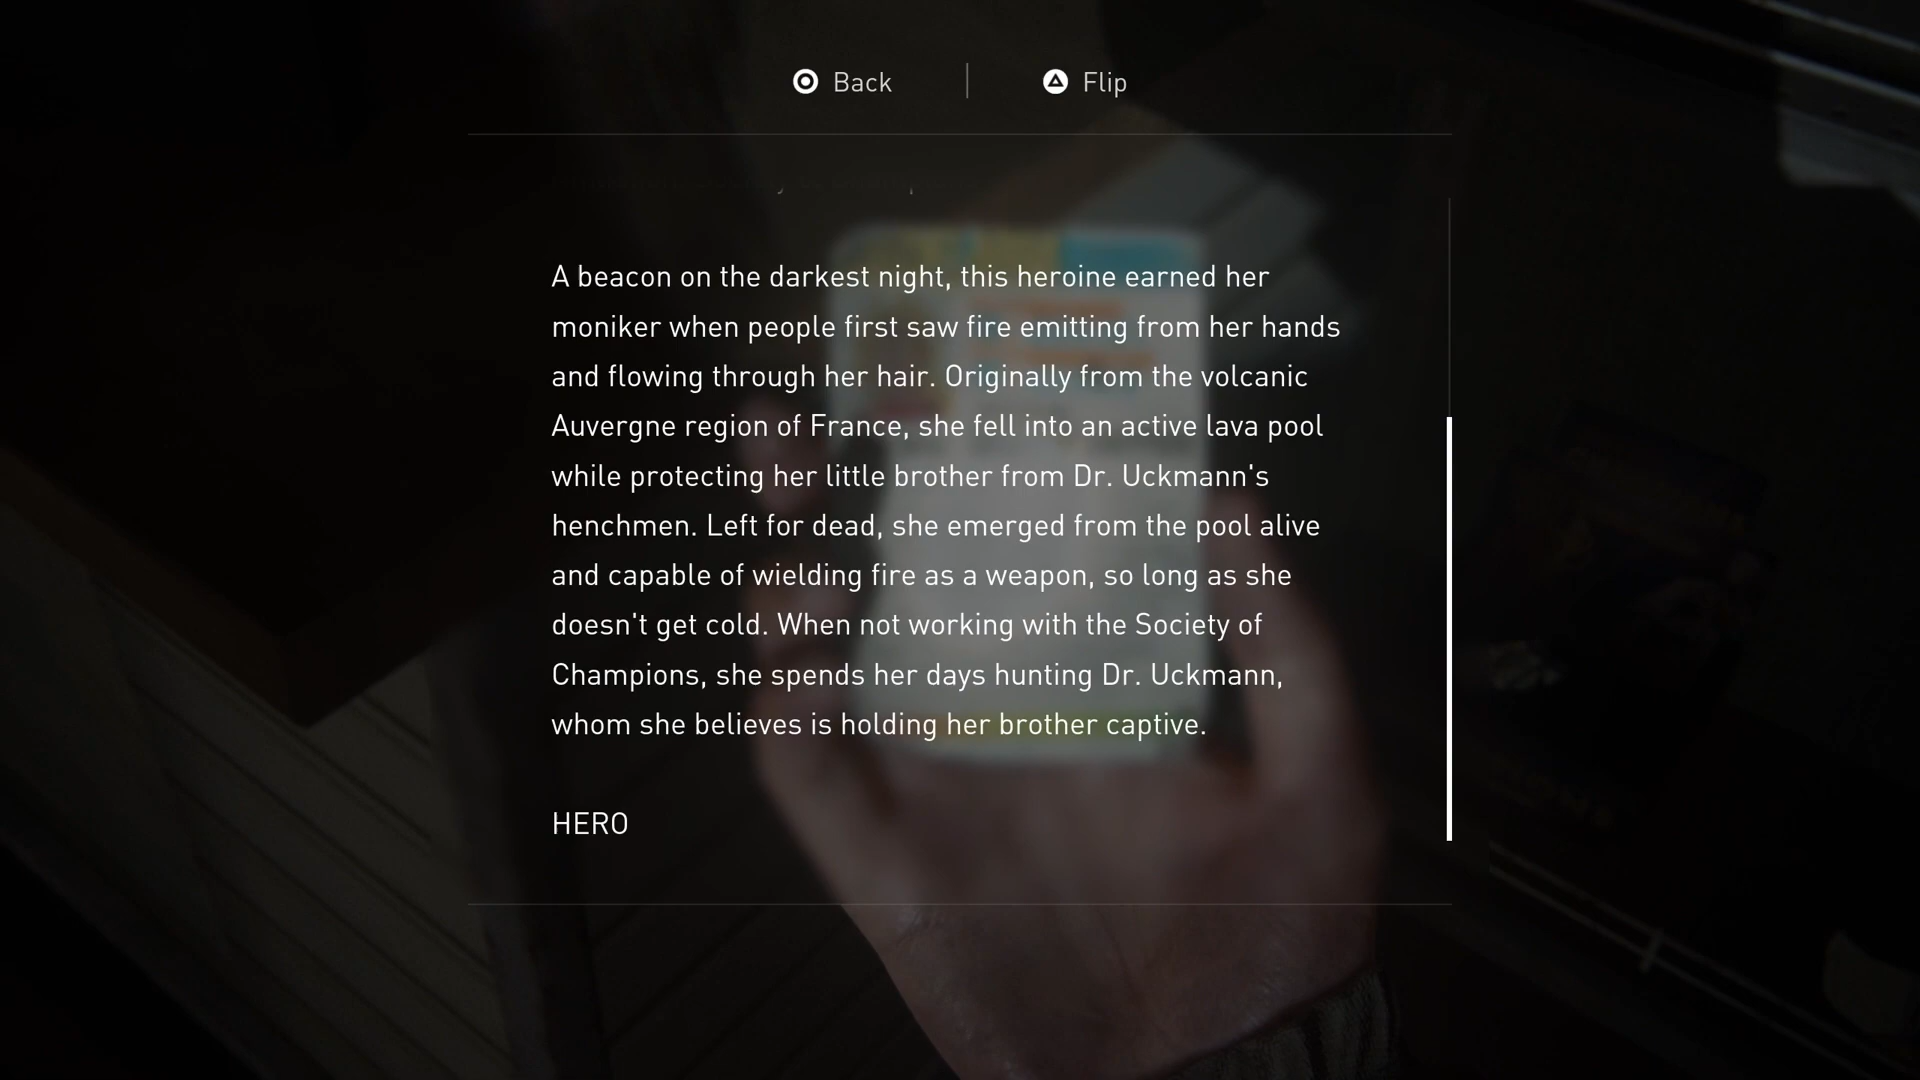 Back
Flip
A beacon on the darkest night, this heroine earned her
moniker when people first saw fire emitting from her hands
and flowing through her hair. Originally from the volcanic
Auvergne region of France, she fell into an active lava pool
while protecting her little brother from Dr. Uckmann's
henchmen. Left for dead, she emerged from the pool alive
and capable of wielding fire as a weapon, so long as she
doesn't get cold. When not working with the Society of
Champions, she spends her days hunting Dr. Uckmann,
whom she believes is holding her brother captive.
HERO